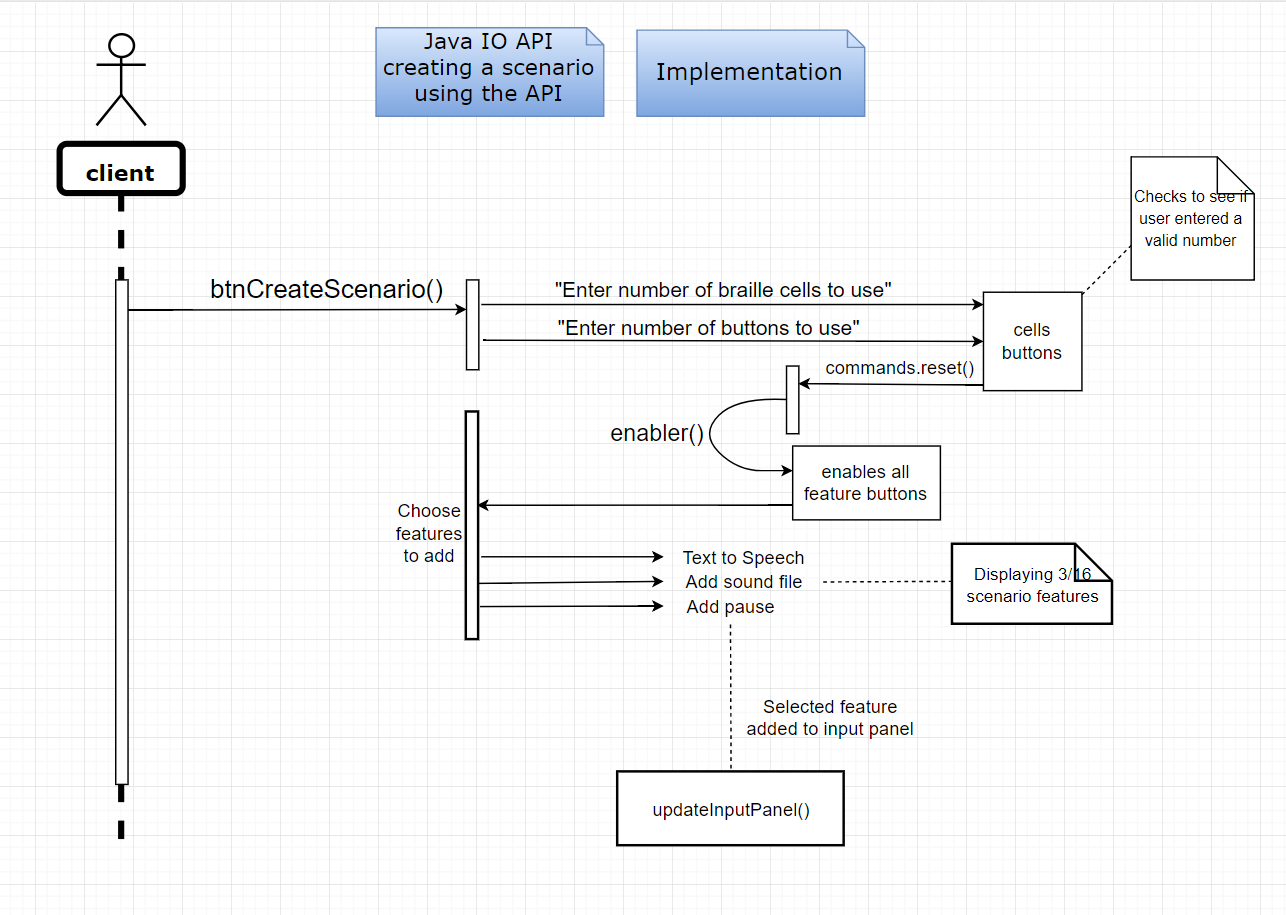 Java IO API
creating a scenario
using the API
Implementation
client
Checks to see if
user entered a
valid number
btnCreateScenario()
"Enter number of braille cells to use"
"Enter number of buttons to use"
cells
buttons
commands.reset()
enabler()
enables all
feature buttons
Choose
features
to add
Text to Speech
Add sound file
Add pause
Displaying 3/16
scenario features
Selected feature
added to input panel
updateInputPanel()